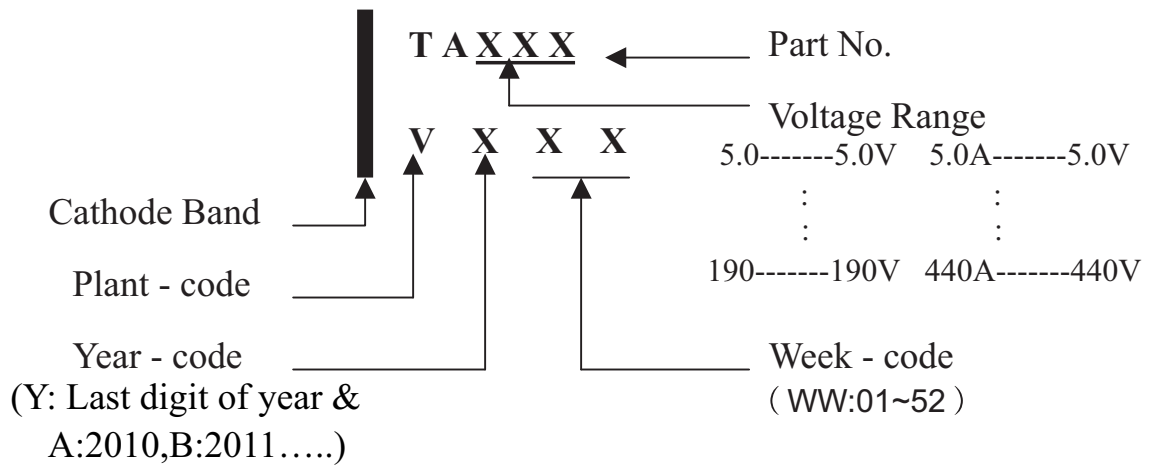 T A X X X
Part No.
Voltage Range
V X X X
5.0-------5.0V 5.0A-------5.0V
: :
: :
190-------190V 440A-------440V
Cathode Band
Plant - code
Year - code
(Y: Last digit of year &
A:2010,B:2011…..)
Week - code
（WW:01~52）